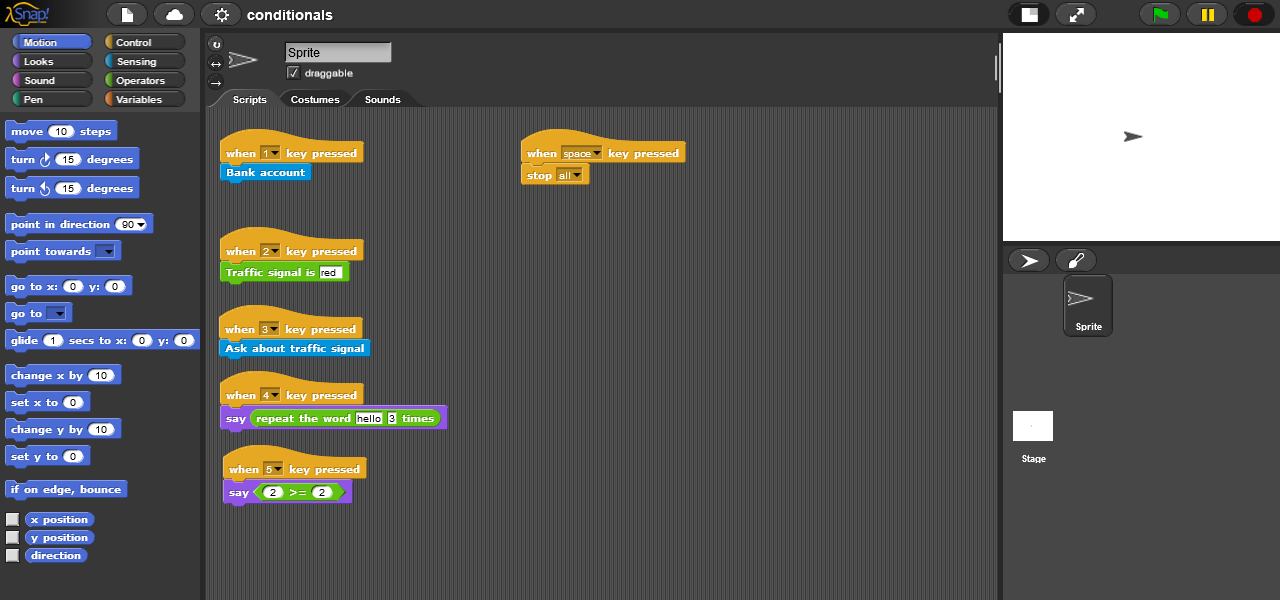 Snap! conditionals
Motion Control
Looks Sensing
Sound Operators
Pen Variables
move 10 steps
turn 15 degrees
turn 15 degrees
point in direction 90
point towards
go to x: 0 y: 0
go to
glide 1 secs to x: 0 y: 0
change x by 10
set x to 0
change y by 10
set y to 0
if on edge, bounce
x position
y position
direction
Sprite
draggable
Scripts Costumes Sounds
when 1 key pressed
Bank account
when 2 key pressed
Traffic signal is red
when 3 key pressed
Ask about traffic signal
when 4 key pressed
say repeat the word hello 3 times
when 5 key pressed
say 2 >= 2
when space key pressed
stop all
Sprite
Stage